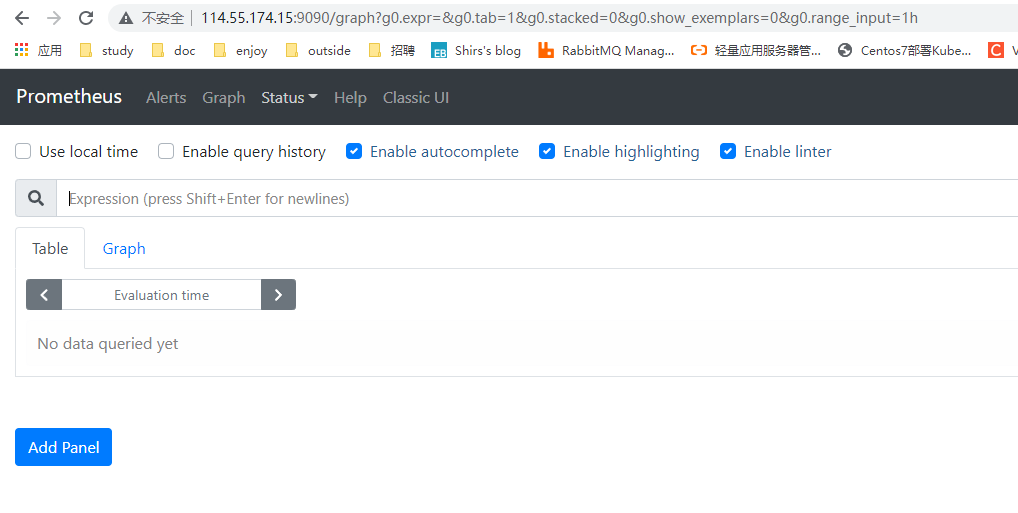 不安全 | 114.55.174.15:9090/graph?g0.expr=&g0.tab=1&g0.stacked=0&g0.show_exemplars=0&g0.range_input=1h
应用 study doc enjoy outside 招聘 EB Shirs's blog RabbitMQ Manag... 轻量应用服务器管... Centos7部署Kube... C V
Prometheus Alerts Graph Status Help Classic UI
Use local time Enable query history Enable autocomplete Enable highlighting Enable linter
Expression (press Shift+Enter for newlines)
Table Graph
Evaluation time
No data queried yet
Add Panel